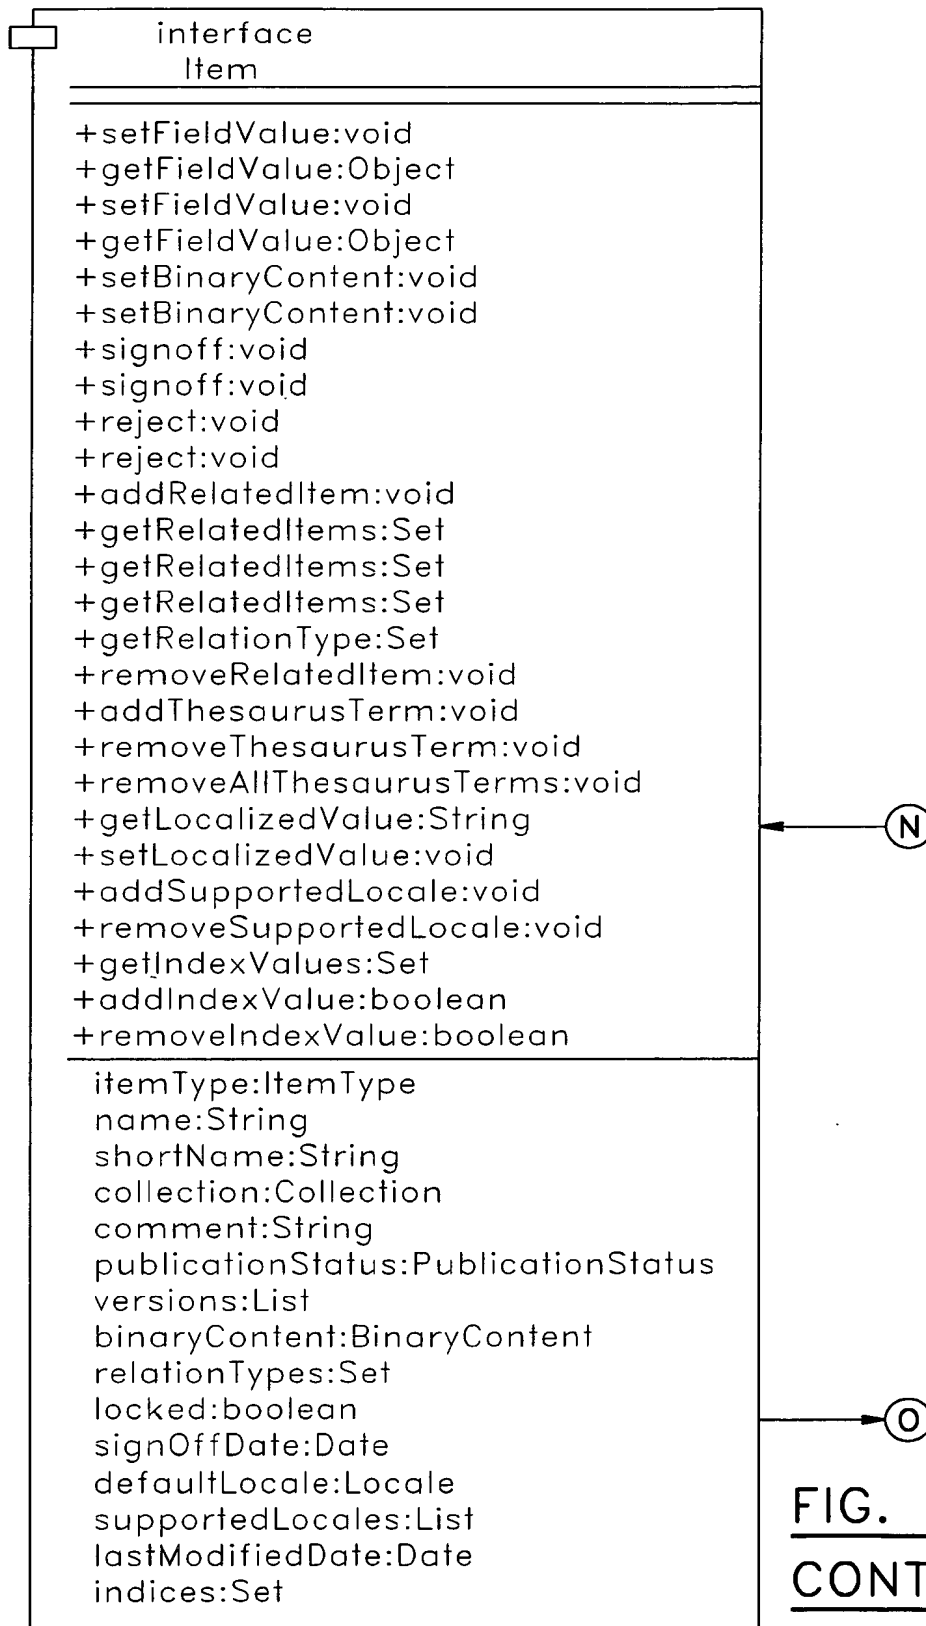 interface
Item
+setFieldValue:void
+getFieldValue:Object
+setFieldValue:void
+getFieldValue:Object
+setBinaryContent:void
+setBinaryContent:void
+signoff:void
+signoff:void
+reject:void
+reject:void
+addRelatedItem:void
+getRelatedItems:Set
+getRelatedItems:Set
+getRelatedItems:Set
+getRelationType:Set
+removeRelatedItem:void
+addThesaurusTerm:void
+removeThesaurusTerm:void
+removeAllThesaurusTerms:void
+getLocalizedValue:String
N
+setLocalizedValue:void
+addSupportedLocale:void
+removeSupportedLocale:void
+getIndexValues:Set
+addIndexValue:boolean
+removeIndexValue:boolean
itemType:ItemType
name:String
shortName:String
collection:Collection
comment:String
publicationStatus:PublicationStatus
versions:List
binaryContent:BinaryContent
relationTypes:Set
locked:boolean
O
signOffDate:Date
defaultLocale:Locale
supportedLocales:List
lastModifiedDate:Date
indices:Set
FIG.
CONT